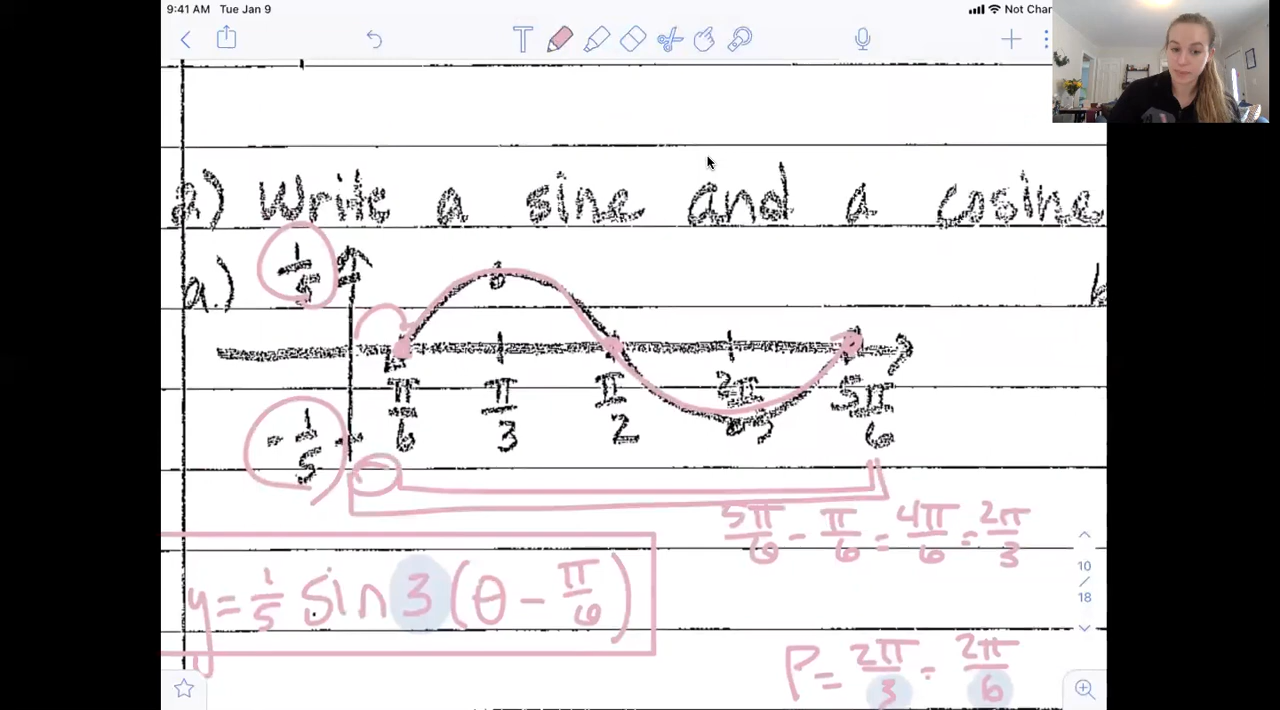 9:41 AM Tue Jan 9
Not Char
2) Write a sine and a cosine
a.) 1/5
b
π/6 π/3 π/2 2π/3 5π/6
-1/5
5π/6 - π/6 = 4π/6 = 2π/3
y = 1/5 sin 3 (θ - π/6)
10
/
18
P = 2π/3 = 2π/6